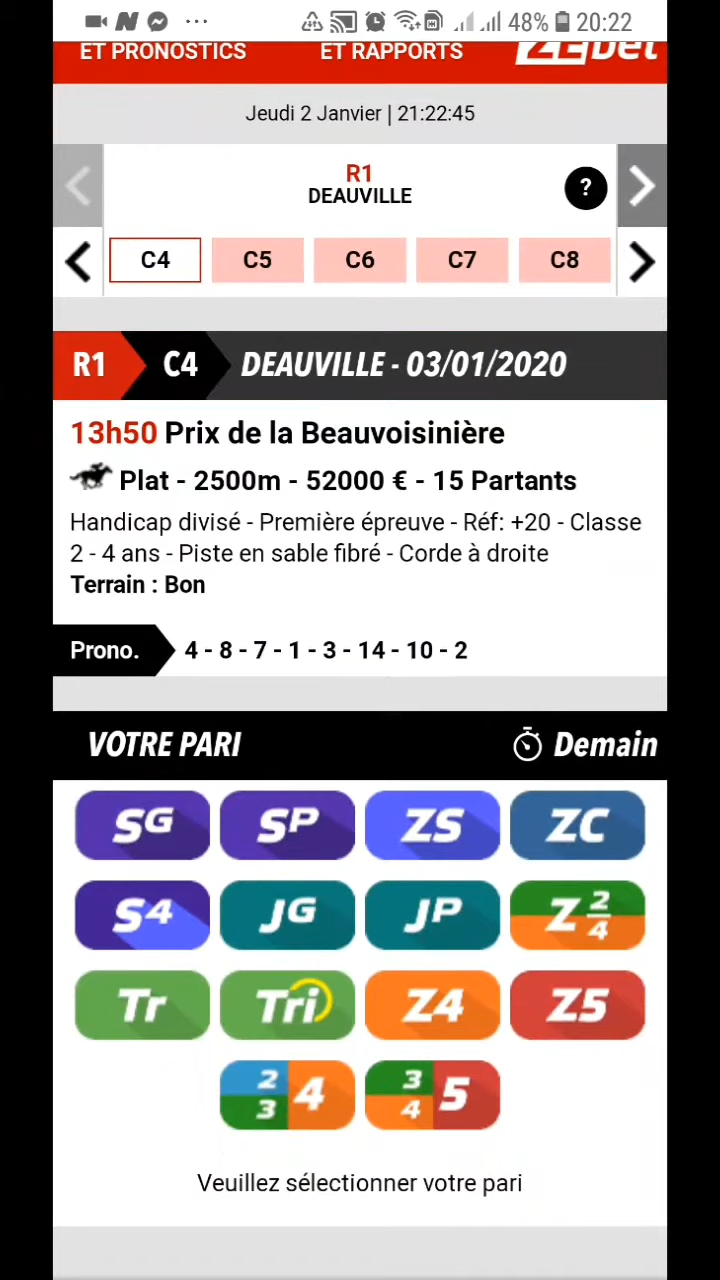 48% 20:22
ET PRONOSTICS ET RAPPORTS
Jeudi 2 Janvier | 21:22:45
R1
DEAUVILLE
?
C4 C5 C6 C7 C8
R1 C4 DEAUVILLE - 03/01/2020
13h50 Prix de la Beauvoisinière
Plat - 2500m - 52000 € - 15 Partants
Handicap divisé - Première épreuve - Réf: +20 - Classe
2 - 4 ans - Piste en sable fibré - Corde à droite
Terrain : Bon
Prono. 4 - 8 - 7 - 1 - 3 - 14 - 10 - 2
VOTRE PARI Demain
SG SP ZS ZC
S4 JG JP Z 2/4
Tr Tri Z4 Z5
2/3 4 3/4 5
Veuillez sélectionner votre pari